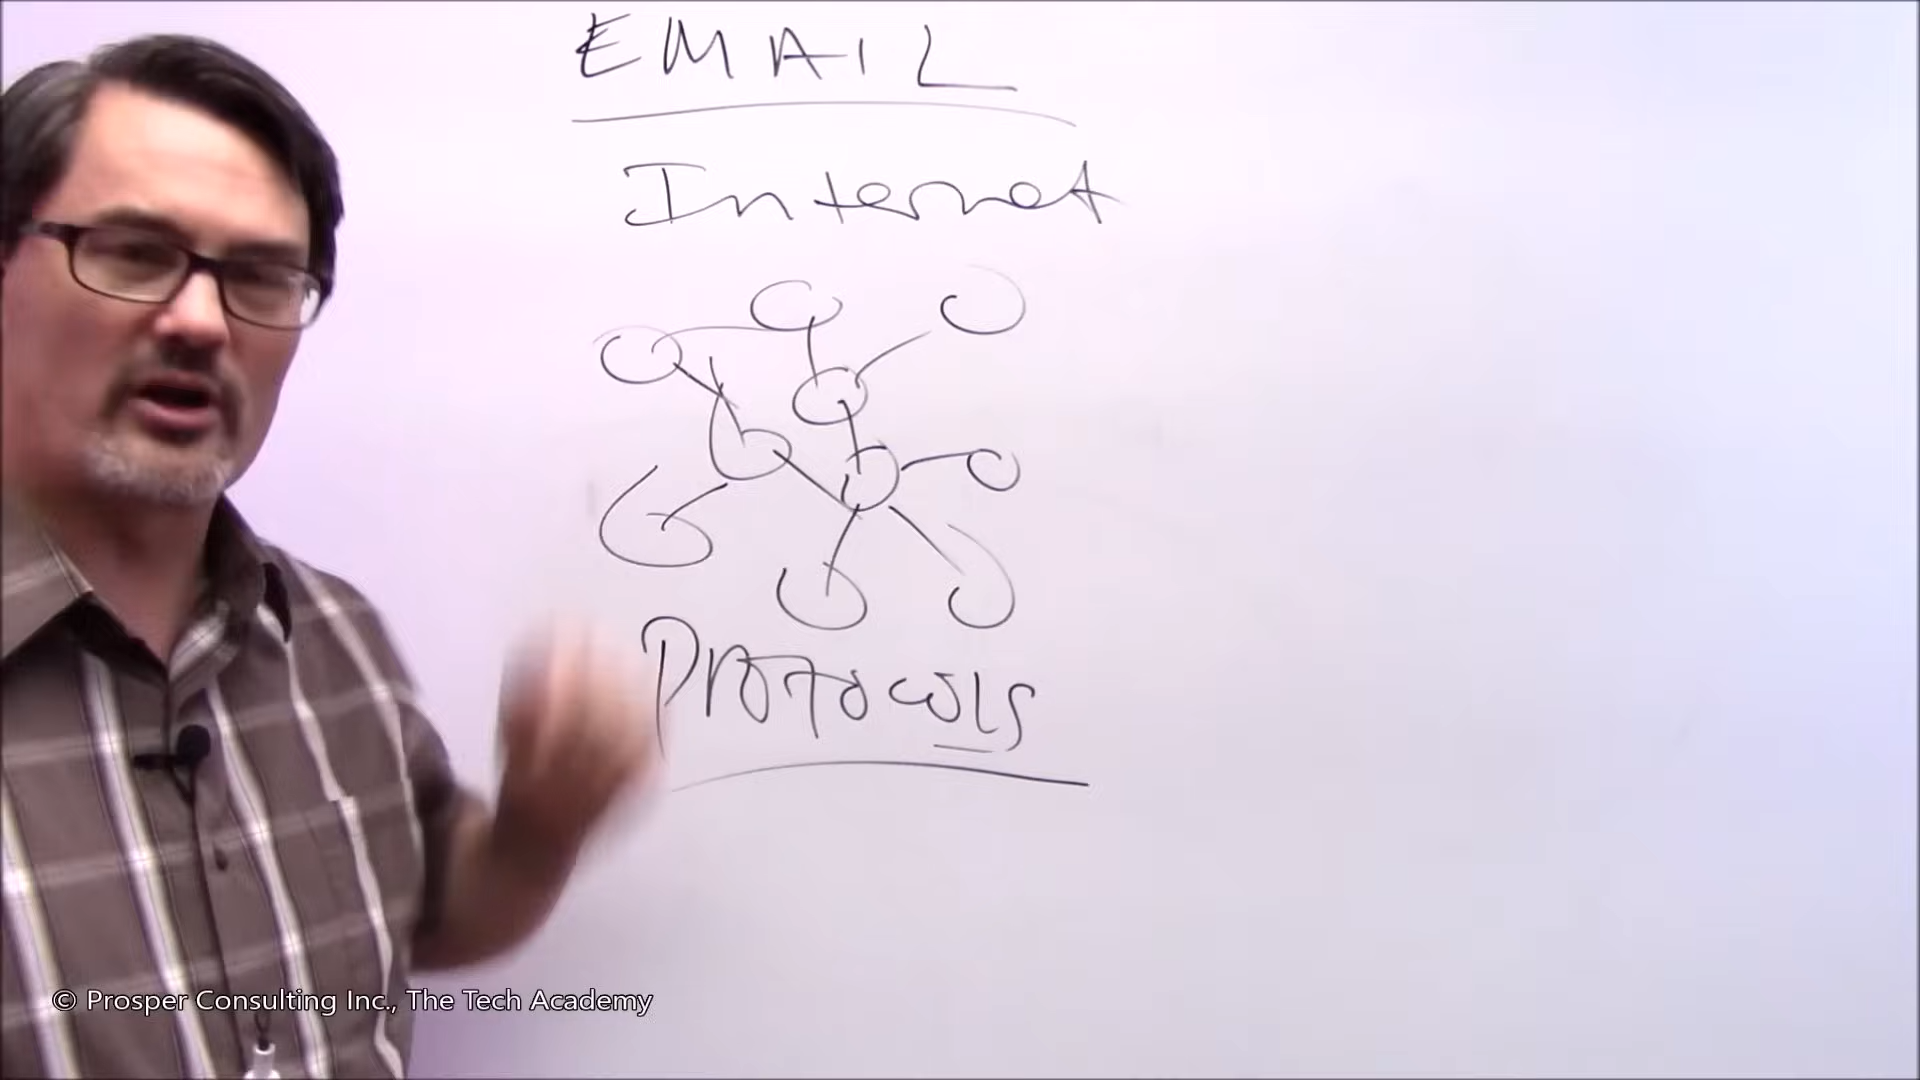 EMAIL
Internet
Protocols
© Prosper Consulting Inc., The Tech Academy